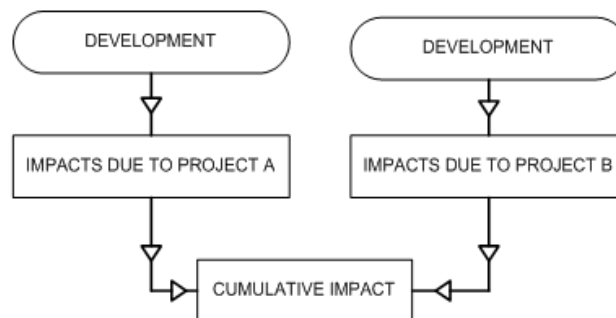 DEVELOPMENT
DEVELOPMENT
IMPACTS DUE TO PROJECT A
IMPACTS DUE TO PROJECT B
CUMULATIVE IMPACT